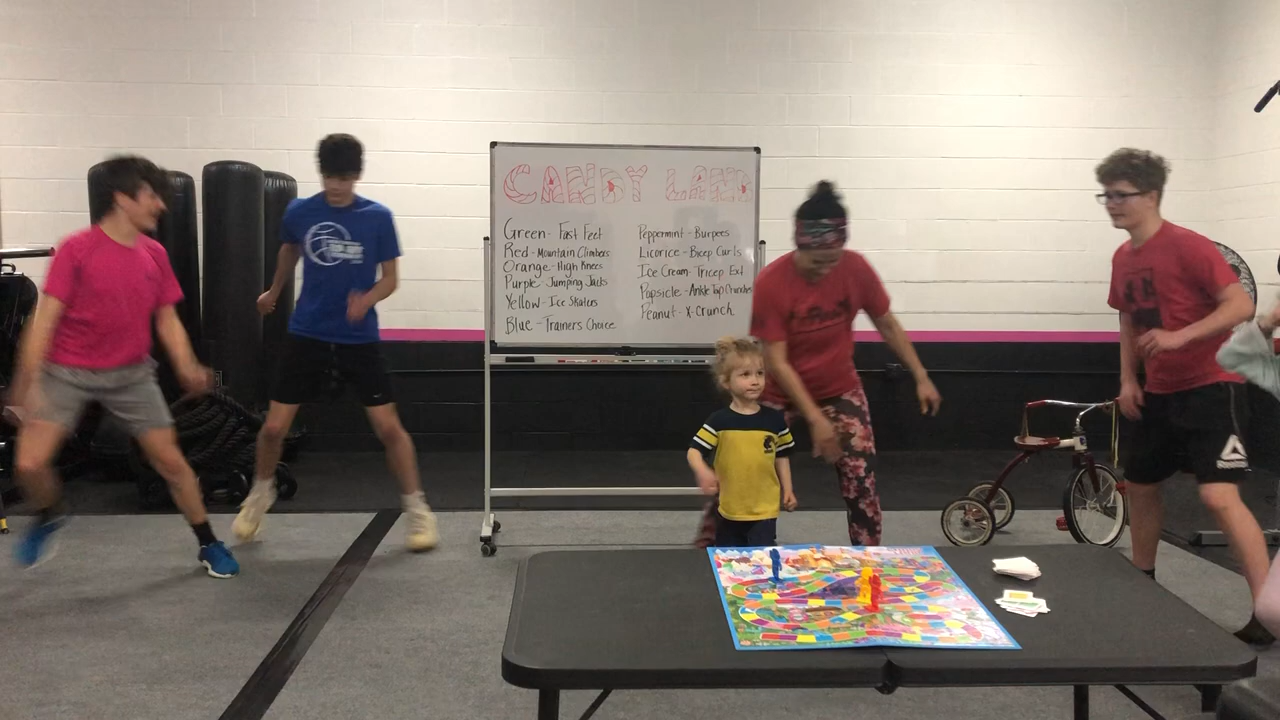 CANDY LAND
Green - Fast Feet
Red - Mountain Climbers
Orange - High Knees
Purple - Jumping Jacks
Yellow - Ice Skaters
Blue - Trainers Choice
Peppermint - Burpees
Licorice - Bicep Curls
Ice Cream - Tricep Ext
Popsicle - Ankle Tap Crunches
Peanut - X-Crunch
Reebok